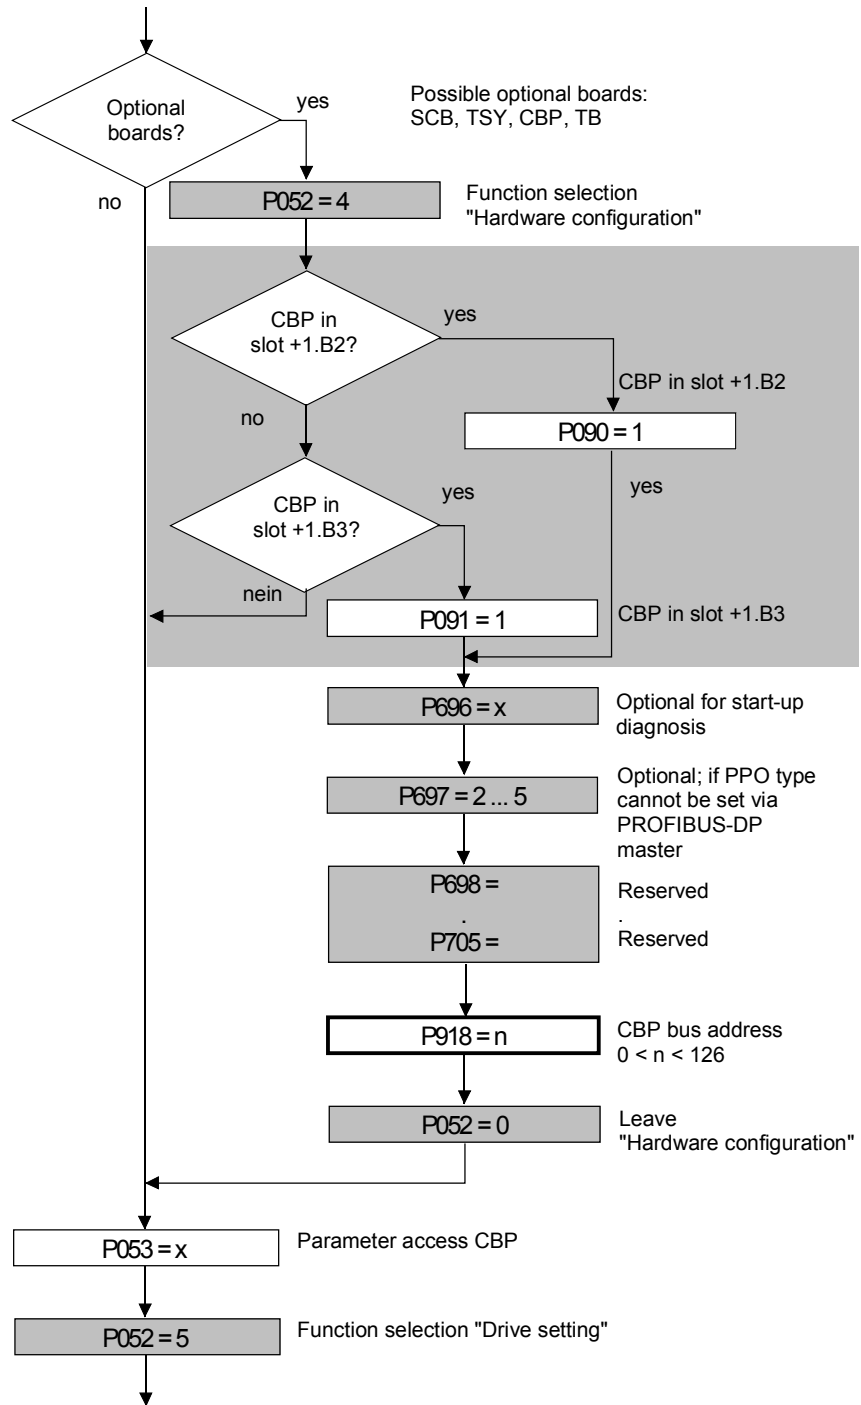 Optional
boards?
yes
Possible optional boards:
SCB, TSY, CBP, TB
no
P052 = 4
Function selection
"Hardware configuration"
CBP in
slot +1.B2?
yes
CBP in slot +1.B2
no
P090 = 1
yes
CBP in
slot +1.B3?
yes
nein
P091 = 1
CBP in slot +1.B3
P696 = x
Optional for start-up
diagnosis
P697 = 2 ... 5
Optional; if PPO type
cannot be set via
PROFIBUS-DP
master
P698 =
.
P705 =
Reserved
.
Reserved
P918 = n
CBP bus address
0 < n < 126
P052 = 0
Leave
"Hardware configuration"
P053 = x
Parameter access CBP
P052 = 5
Function selection "Drive setting"